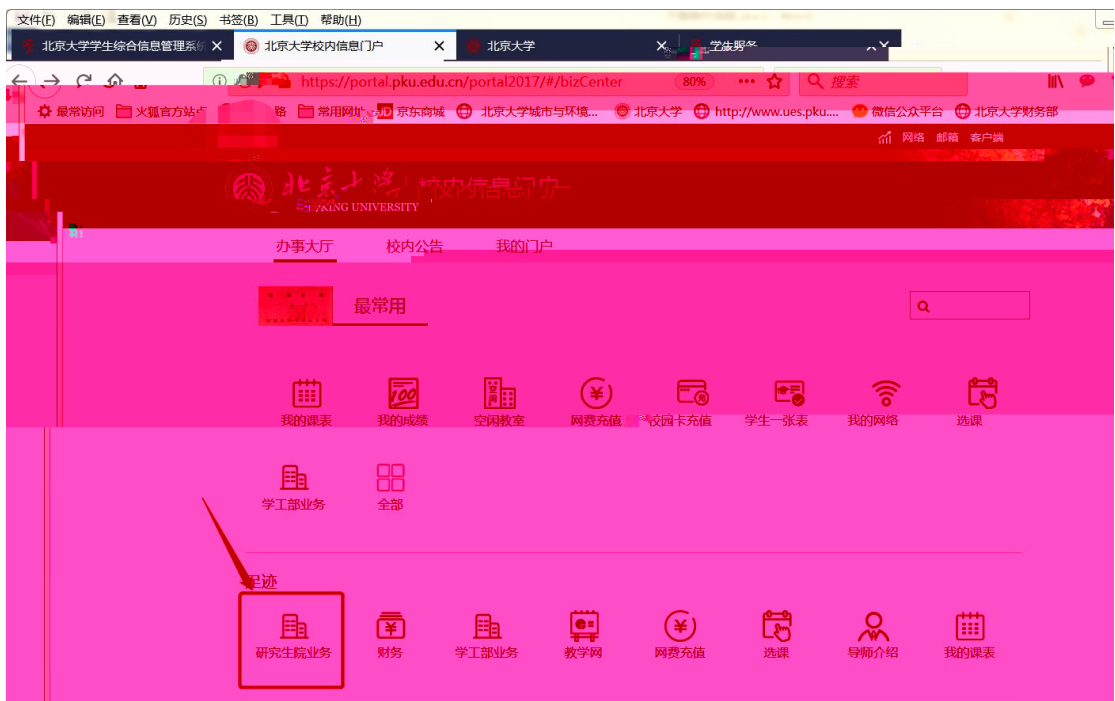 文件(F) 编辑(E) 查看(V) 历史(S) 书签(B) 工具(T) 帮助(H)
北京大学学生综合信息管理系统 × 北京大学校内信息门户 × 北京大学 ×
https://portal.pku.edu.cn/portal2017/#/bizCenter 80% 搜索
最常访问 火狐官方站点 常用网址 JD 京东商城 北京大学城市与环境... 北京大学 http://www.ues.pku.... 微信公众平台 北京大学财务部
网络 邮箱 客户端
北京大学 校内信息门户
PEKING UNIVERSITY
办事大厅 校内公告 我的门户
最常用
我的课表 我的成绩 空闲教室 网费充值 校园卡充值 学生一张表 我的网络 选课
学工部业务 全部
足迹
研究生院业务 财务 学工部业务 教学网 网费充值 选课 导师介绍 我的课表